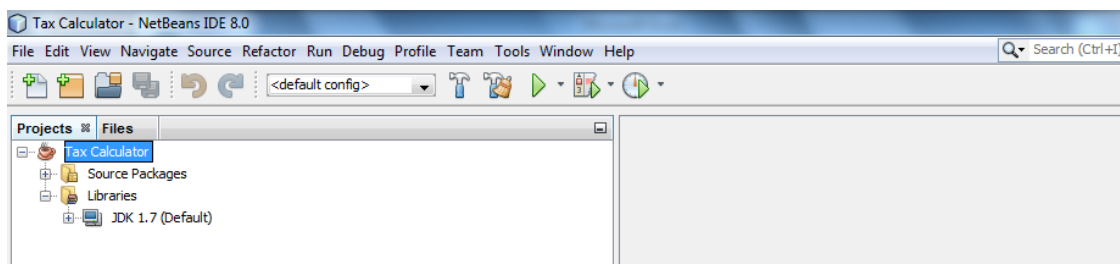 Tax Calculator - NetBeans IDE 8.0
File Edit View Navigate Source Refactor Run Debug Profile Team Tools Window Help
Search (Ctrl+I)
<default config>
Projects Files
Tax Calculator
Source Packages
Libraries
JDK 1.7 (Default)